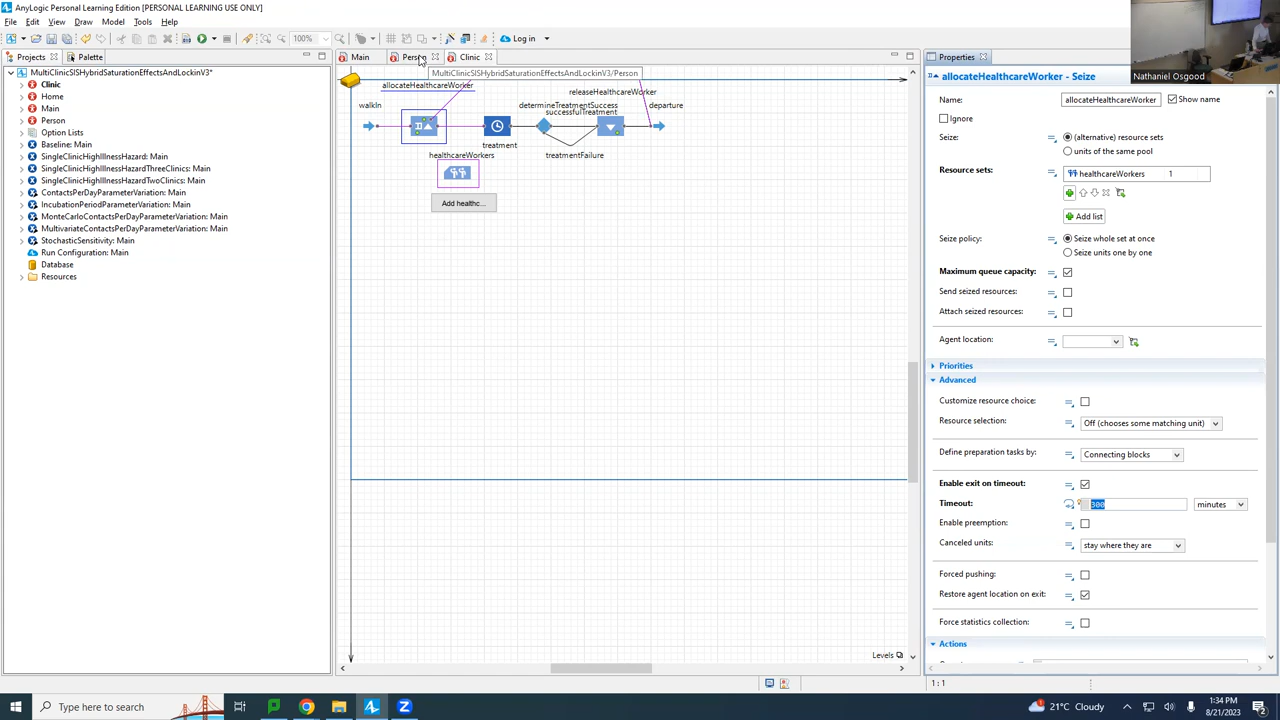 AnyLogic Personal Learning Edition [PERSONAL LEARNING USE ONLY]
File Edit View Draw Model Tools Help
100% Log in
Projects Palette Main Person Clinic Properties
MultiClinicSISHybridSaturationEffectsAndLockinV3*
Clinic
Home
Main
Person
Option Lists
Baseline: Main
SingleClinicHighIllnessHazard: Main
SingleClinicHighIllnessHazardThreeClinics: Main
SingleClinicHighIllnessHazardTwoClinics: Main
ContactsPerDayParameterVariation: Main
IncubationPeriodParameterVariation: Main
MonteCarloContactsPerDayParameterVariation: Main
MultivariateContactsPerDayParameterVariation: Main
StochasticSensitivity: Main
Run Configuration: Main
Database
Resources
MultiClinicSISHybridSaturationEffectsAndLockinV3/Person
allocateHealthcareWorker
releaseHealthcareWorker
walkIn determineTreatmentSuccess departure
successfulTreatment
treatment
healthcareWorkers treatmentFailure
Add healthc...
Levels
Nathaniel Osgood
allocateHealthcareWorker - Seize
Name: allocateHealthcareWorker Show name
Ignore
Seize: (alternative) resource sets
units of the same pool
Resource sets: healthcareWorkers 1
Add list
Seize policy: Seize whole set at once
Seize units one by one
Maximum queue capacity:
Send seized resources:
Attach seized resources:
Agent location:
Priorities
Advanced
Customize resource choice:
Resource selection: Off (chooses some matching unit)
Define preparation tasks by: Connecting blocks
Enable exit on timeout:
Timeout: 300 minutes
Enable preemption:
Canceled units: stay where they are
Forced pushing:
Restore agent location on exit:
Force statistics collection:
Actions
1 : 1
Type here to search
21°C Cloudy
1:34 PM
8/21/2023
2